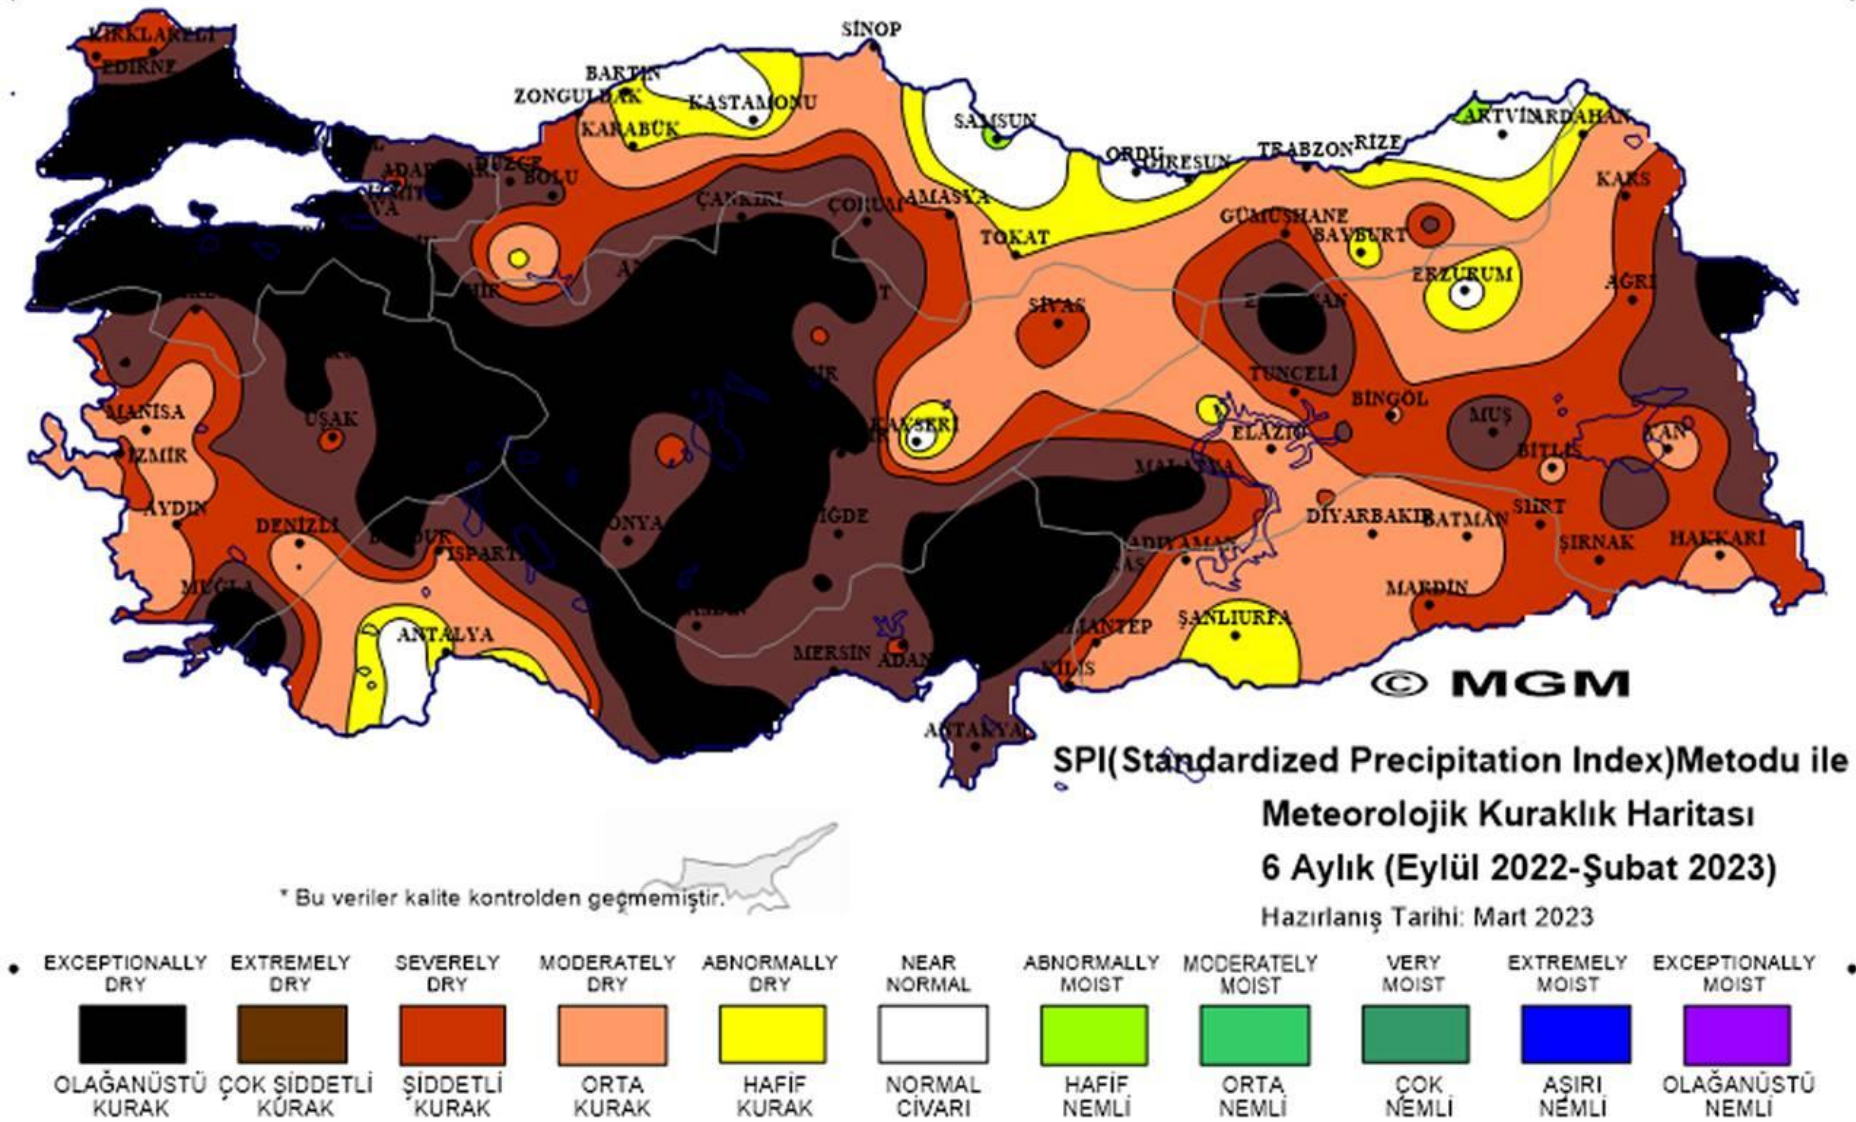 SİNOP
KIRKLARELİ
EDİRNE
BARTIN
ZONGULDAK
KASTAMONU
KARABÜK
SAMSUN
ARTVİN
ARDAHAN
ORDU
GİRESUN
TRABZON
RİZE
DÜZCE
BOLU
ÇANKIRI
ÇORUM
AMASYA
KARS
TOKAT
GÜMÜŞHANE
BAYBURT
ERZURUM
AĞRI
SİVAS
TUNCELİ
BİNGÖL
MUŞ
MANİSA
UŞAK
KAYSERİ
ELAZIĞ
VAN
İZMİR
BİTLİS
MALATYA
AYDIN
DENİZLİ
ISPARTA
DİYARBAKIR
BATMAN
SİİRT
ŞIRNAK
HAKKARİ
ADIYAMAN
MUĞLA
MARDİN
ANTALYA
ŞANLIURFA
MERSİN
ADAN
KİLİS
ANTAKYA
© MGM
SPI(Standardized Precipitation Index)Metodu ile
Meteorolojik Kuraklık Haritası
6 Aylık (Eylül 2022-Şubat 2023)
Hazırlanış Tarihi: Mart 2023
* Bu veriler kalite kontrolden geçmemiştir.
EXCEPTIONALLY DRY
EXTREMELY DRY
SEVERELY DRY
MODERATELY DRY
ABNORMALLY DRY
NEAR NORMAL
ABNORMALLY MOIST
MODERATELY MOIST
VERY MOIST
EXTREMELY MOIST
EXCEPTIONALLY MOIST
OLAĞANÜSTÜ KURAK
ÇOK ŞİDDETLİ KURAK
ŞİDDETLİ KURAK
ORTA KURAK
HAFİF KURAK
NORMAL CİVARI
HAFİF NEMLİ
ORTA NEMLİ
ÇOK NEMLİ
AŞIRI NEMLİ
OLAĞANÜSTÜ NEMLİ